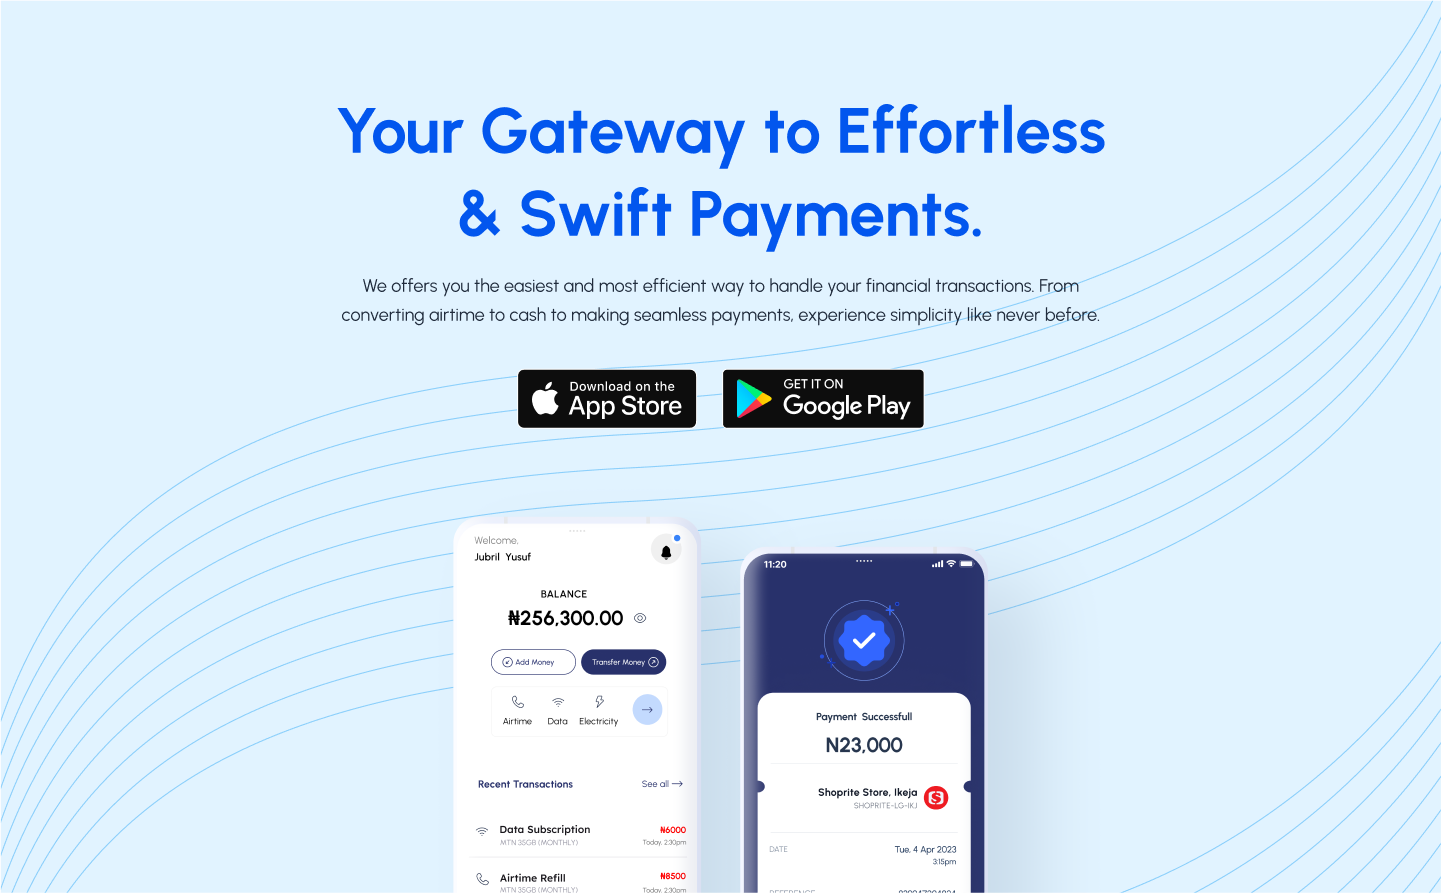 Your Gateway to Effortless
& Swift Payments.
We offers you the easiest and most efficient way to handle your financial transactions. From
converting airtime to cash to making seamless payments, experience simplicity like never before.
Download on the
App Store
GET IT ON
Google Play
Welcome.
Jubril Yusuf
BALANCE
₦256,300.00
Add Money
Transfer Money
Airtime
Data
Electricity
Recent Transactions
See all
Data Subscription
₦6000
MTN 35GB (MONTHLY)
Today, 2:30pm
Airtime Refill
₦8500
MTN 35GB (MONTHLY)
Today, 2:30pm
11:20
Payment Successfull
N23,000
Shoprite Store, Ikeja
SHOPRITE-LG-IKJ
DATE
Tue, 4 Apr 2023
3:15pm
REFERENCE